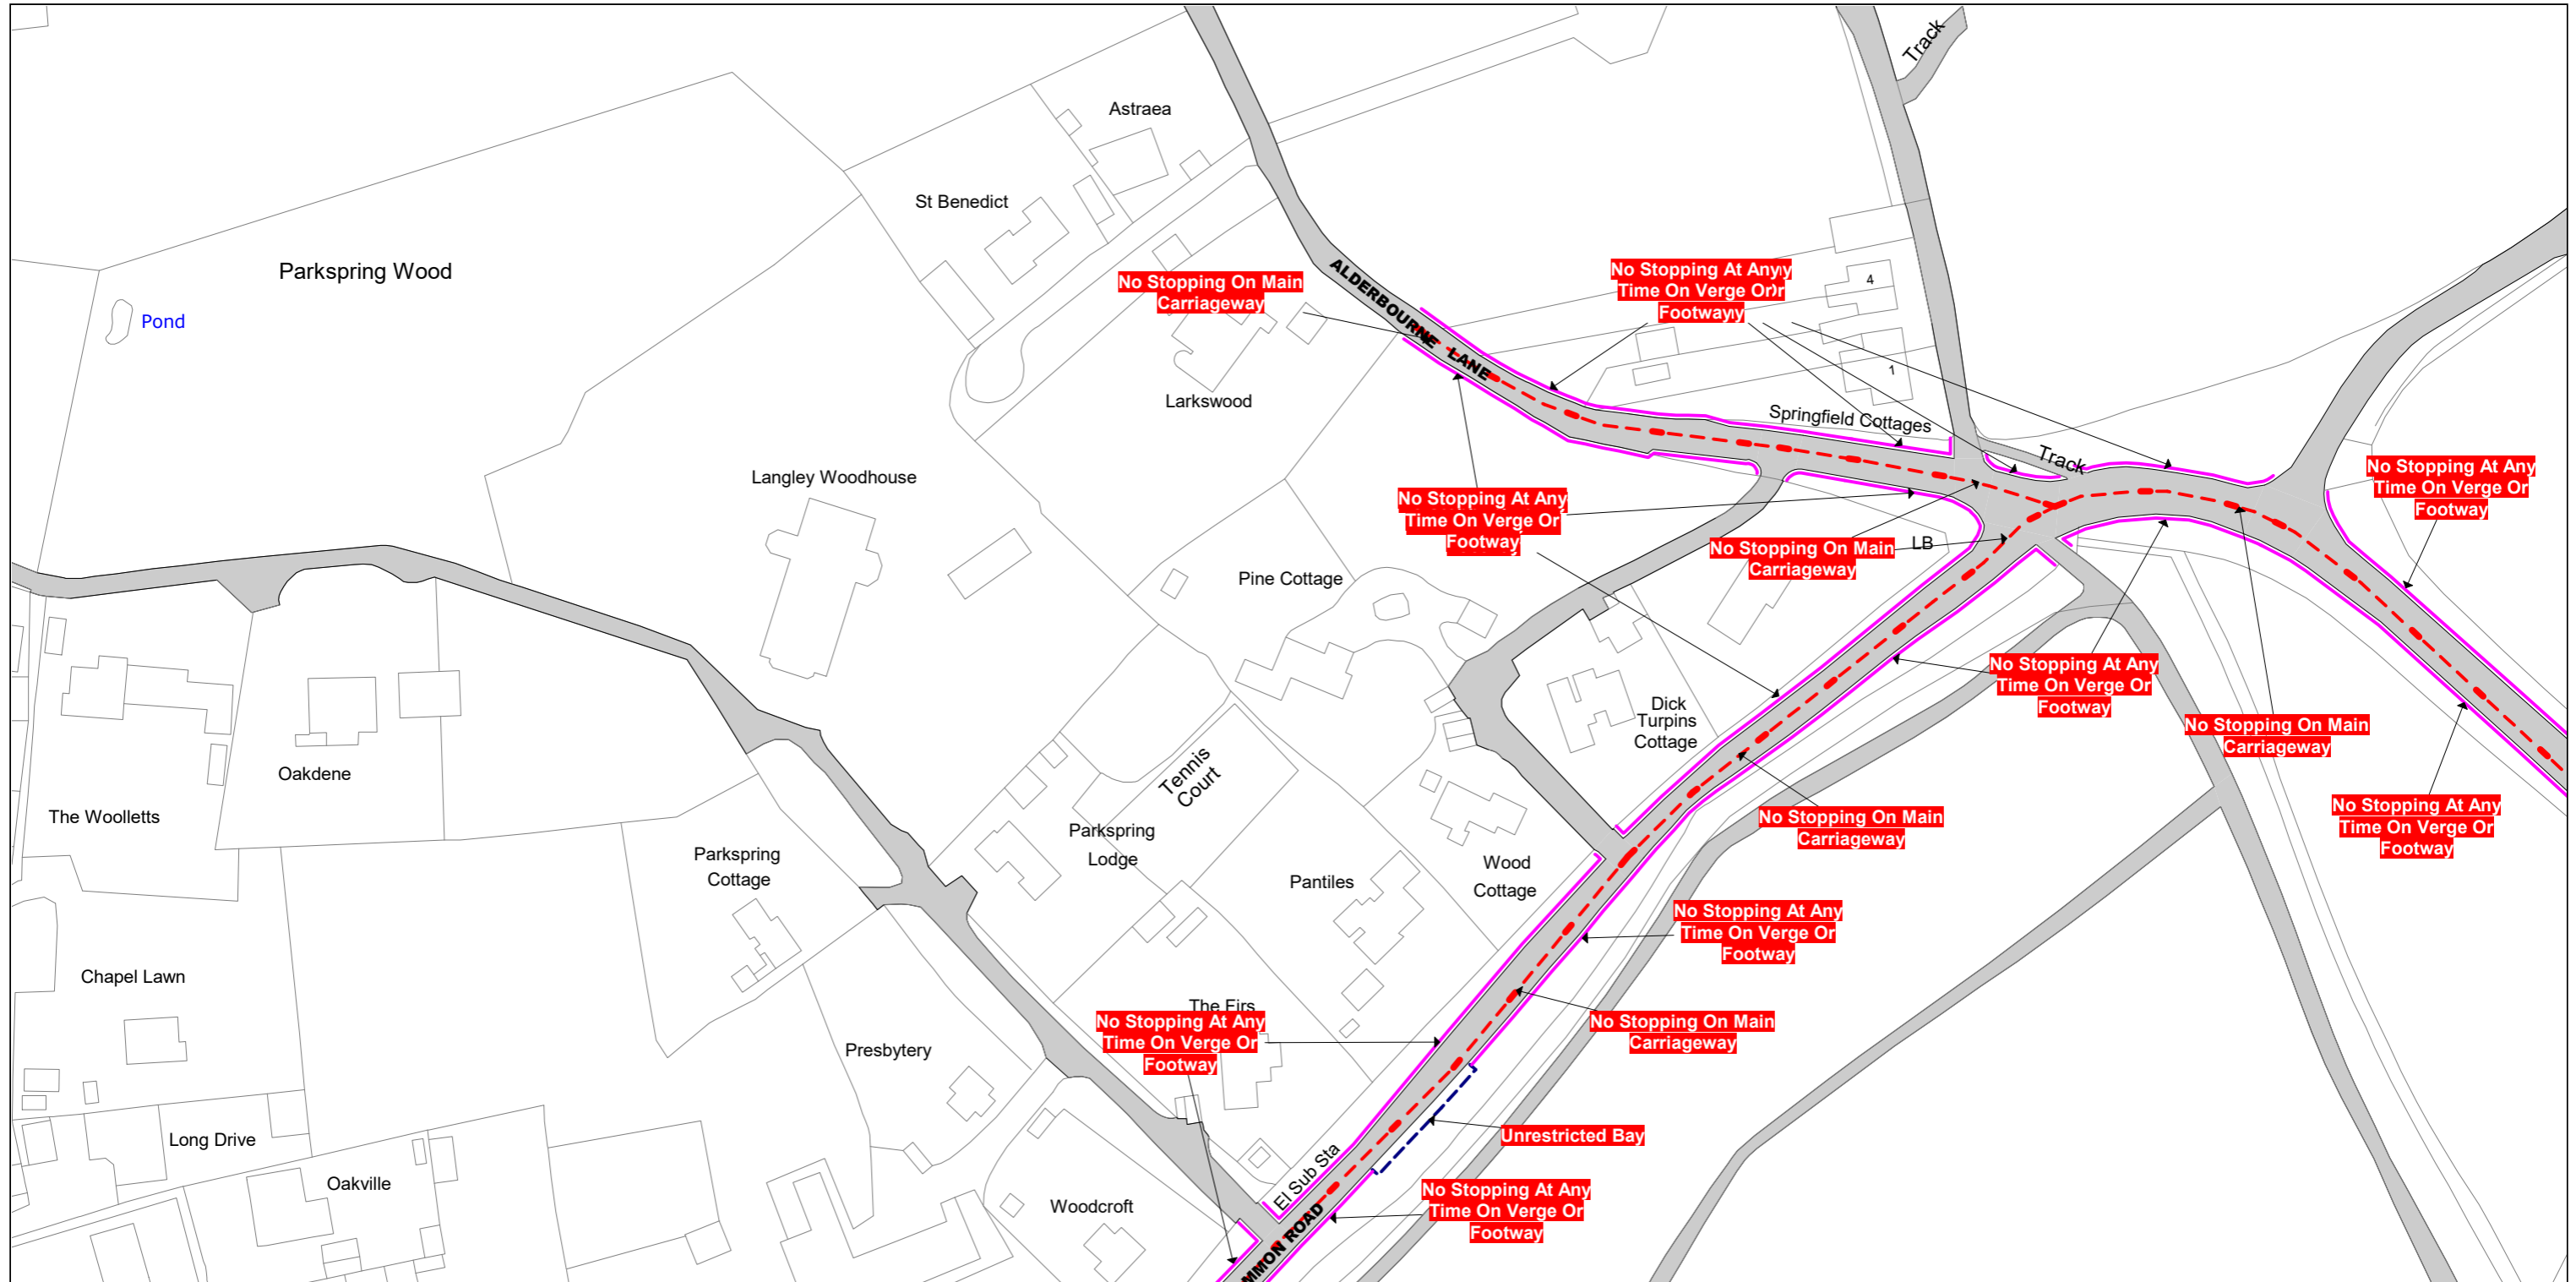 Track
Astraea
St Benedict
Parkspring Wood
Pond
No Stopping On Main
Carriageway
ALDERBOURNE LANE
No Stopping At Any
Time On Verge Or
Footway
4
1
Larkswood
Springfield Cottages
Track
Langley Woodhouse
No Stopping At Any
Time On Verge Or
Footway
No Stopping At Any
Time On Verge Or
Footway
No Stopping On Main
Carriageway
LB
Pine Cottage
No Stopping At Any
Time On Verge Or
Footway
Dick
Turpins
Cottage
No Stopping On Main
Carriageway
Tennis
Court
Oakdene
The Woolletts
No Stopping At Any
Time On Verge Or
Footway
No Stopping On Main
Carriageway
Parkspring
Lodge
Parkspring
Cottage
Wood
Cottage
Pantiles
No Stopping At Any
Time On Verge Or
Footway
Chapel Lawn
The Firs
No Stopping At Any
Time On Verge Or
Footway
No Stopping On Main
Carriageway
Presbytery
Unrestricted Bay
Long Drive
El Sub Sta
Oakville
Woodcroft
No Stopping At Any
Time On Verge Or
Footway
MMON ROAD